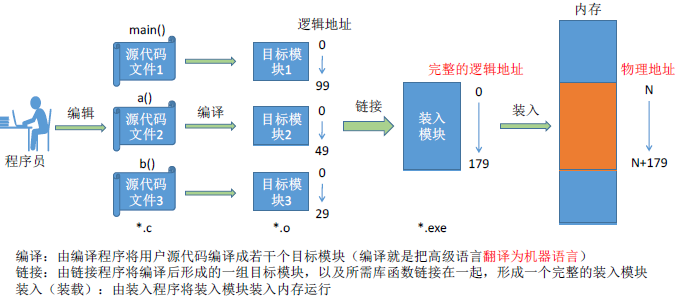 main()
源代码
文件1
a()
源代码
文件2
b()
源代码
文件3
*.c
程序员
编辑
编译
逻辑地址
目标模
块1
0
99
目标模
块2
0
49
目标模
块3
0
29
*.o
链接
完整的逻辑地址
装入
模块
0
179
*.exe
装入
内存
物理地址
N
N+179
编译：由编译程序将用户源代码编译成若干个目标模块（编译就是把高级语言翻译为机器语言）
链接：由链接程序将编译后形成的一组目标模块，以及所需库函数链接在一起，形成一个完整的装入模块
装入（装载）：由装入程序将装入模块装入内存运行